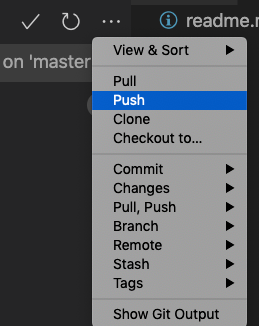 readme.r
on 'master
View & Sort
Pull
Push
Clone
Checkout to...
Commit
Changes
Pull, Push
Branch
Remote
Stash
Tags
Show Git Output